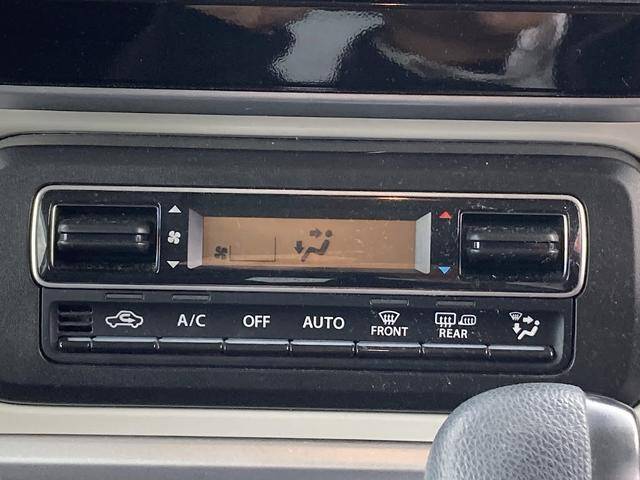 A/C OFF AUTO FRONT REAR